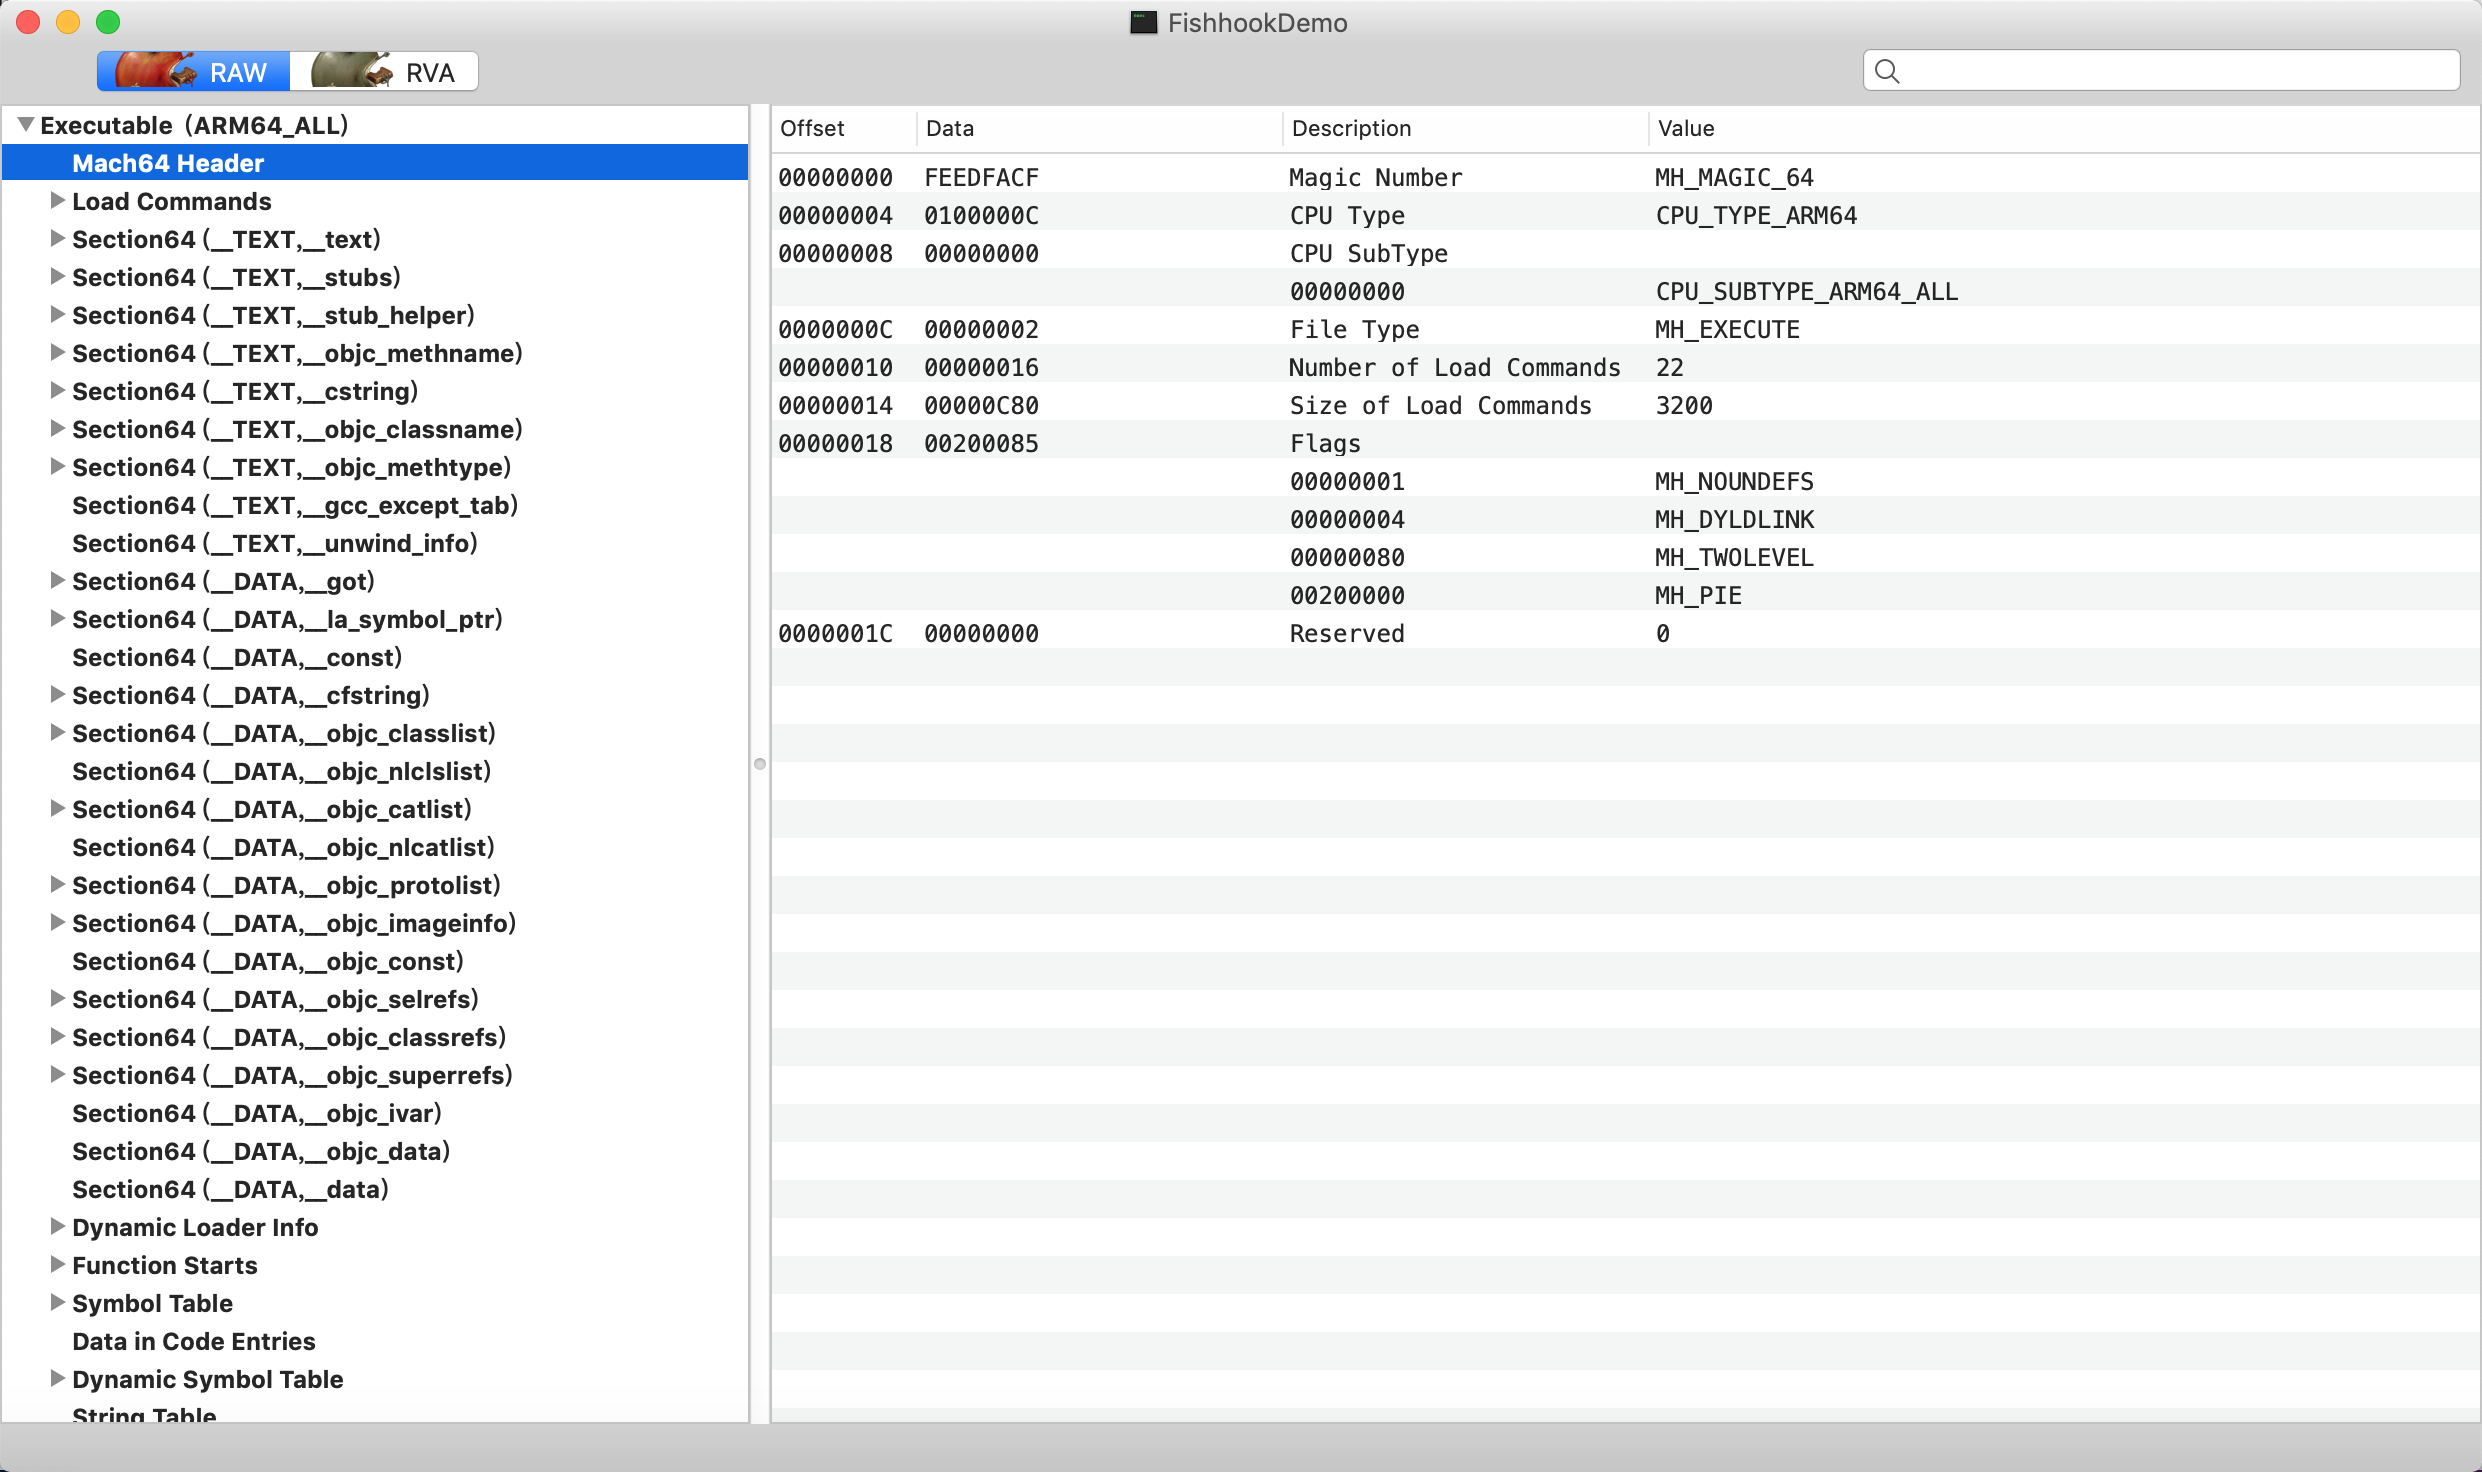 FishhookDemo
RAW RVA
Executable (ARM64_ALL)
Mach64 Header
Load Commands
Section64 (__TEXT,__text)
Section64 (__TEXT,__stubs)
Section64 (__TEXT,__stub_helper)
Section64 (__TEXT,__objc_methname)
Section64 (__TEXT,__cstring)
Section64 (__TEXT,__objc_classname)
Section64 (__TEXT,__objc_methtype)
Section64 (__TEXT,__gcc_except_tab)
Section64 (__TEXT,__unwind_info)
Section64 (__DATA,__got)
Section64 (__DATA,__la_symbol_ptr)
Section64 (__DATA,__const)
Section64 (__DATA,__cfstring)
Section64 (__DATA,__objc_classlist)
Section64 (__DATA,__objc_nlclslist)
Section64 (__DATA,__objc_catlist)
Section64 (__DATA,__objc_nlcatlist)
Section64 (__DATA,__objc_protolist)
Section64 (__DATA,__objc_imageinfo)
Section64 (__DATA,__objc_const)
Section64 (__DATA,__objc_selrefs)
Section64 (__DATA,__objc_classrefs)
Section64 (__DATA,__objc_superrefs)
Section64 (__DATA,__objc_ivar)
Section64 (__DATA,__objc_data)
Section64 (__DATA,__data)
Dynamic Loader Info
Function Starts
Symbol Table
Data in Code Entries
Dynamic Symbol Table
String Table
Offset Data Description Value
00000000 FEEDFACF Magic Number MH_MAGIC_64
00000004 0100000C CPU Type CPU_TYPE_ARM64
00000008 00000000 CPU SubType
00000000 CPU_SUBTYPE_ARM64_ALL
0000000C 00000002 File Type MH_EXECUTE
00000010 00000016 Number of Load Commands 22
00000014 00000C80 Size of Load Commands 3200
00000018 00200085 Flags
00000001 MH_NOUNDEFS
00000004 MH_DYLDLINK
00000080 MH_TWOLEVEL
00200000 MH_PIE
0000001C 00000000 Reserved 0